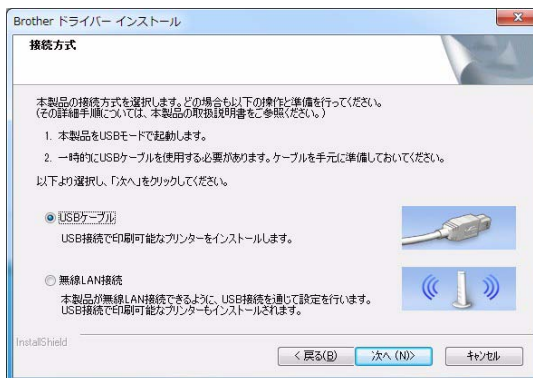 Brother ドライバー インストール
接続方式
本製品の接続方式を選択します。どの場合も以下の操作と準備を行ってください。
(その詳細手順については、本製品の取扱説明書をご参照ください。)
1. 本製品をUSBモードで起動します。
2. 一時的にUSBケーブルを使用する必要があります。ケーブルを手元に準備しておいてください。
以下より選択し、「次へ」をクリックしてください。
USBケーブル
USB接続で印刷可能なプリンターをインストールします。
無線LAN接続
本製品が無線LAN接続できるように、USB接続を通じて設定を行います。
USB接続で印刷可能なプリンターもインストールされます。
InstallShield
< 戻る(B)
次へ (N)>
キャンセル